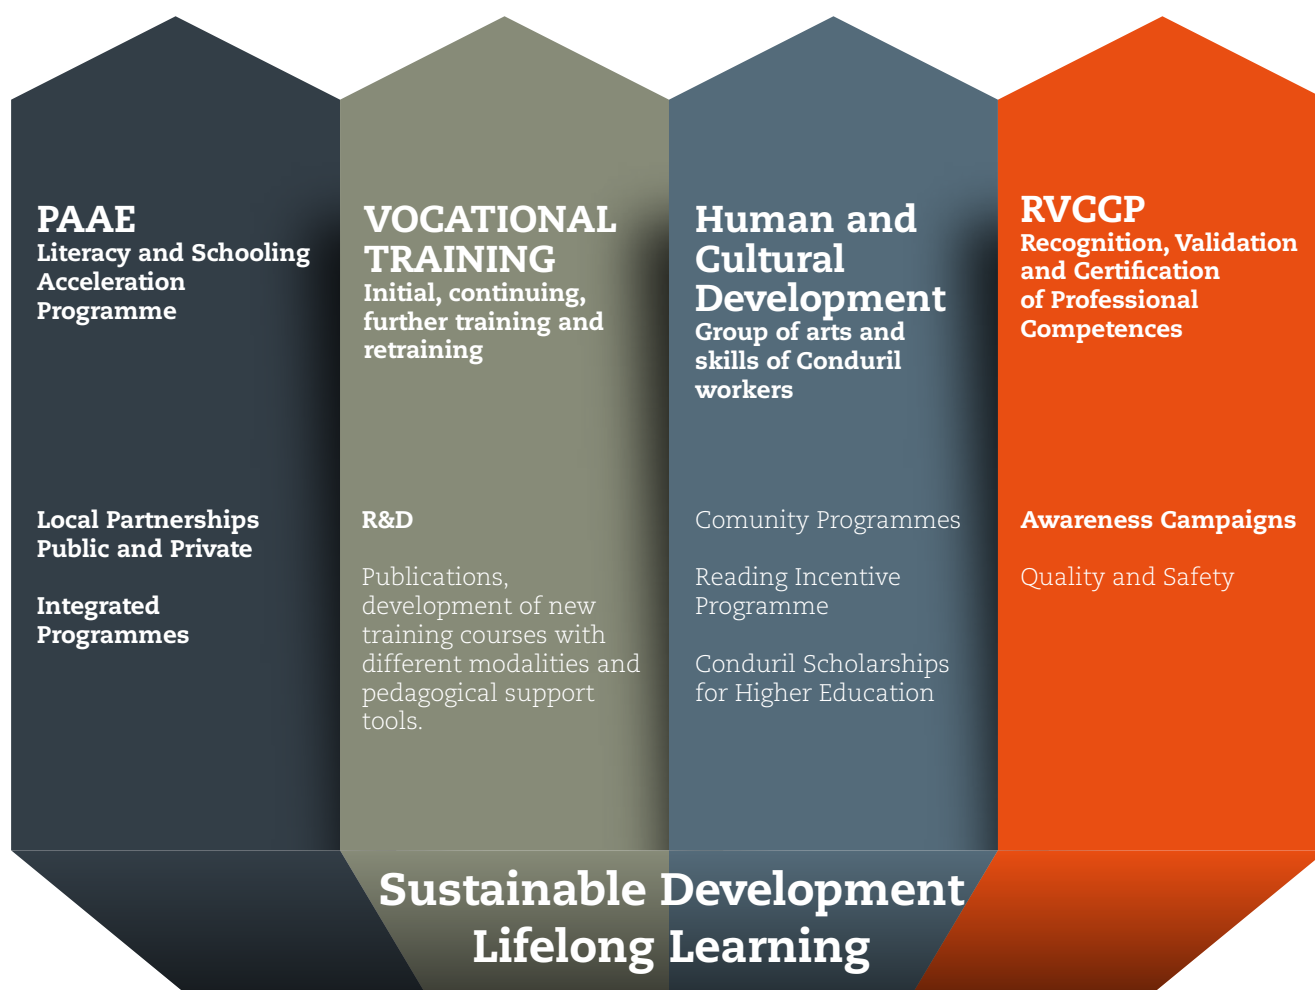 PAAE
Literacy and Schooling
Acceleration
Programme
Local Partnerships
Public and Private
Integrated
Programmes
VOCATIONAL
TRAINING
Initial, continuing,
further training and
retraining
R&D
Publications,
development of new
training courses with
different modalities and
pedagogical support
tools.
Human and
Cultural
Development
Group of arts and
skills of Conduril
workers
Comunity Programmes
Reading Incentive
Programme
Conduril Scholarships
for Higher Education
RVCCP
Recognition, Validation
and Certification
of Professional
Competences
Awareness Campaigns
Quality and Safety
Sustainable Development
Lifelong Learning